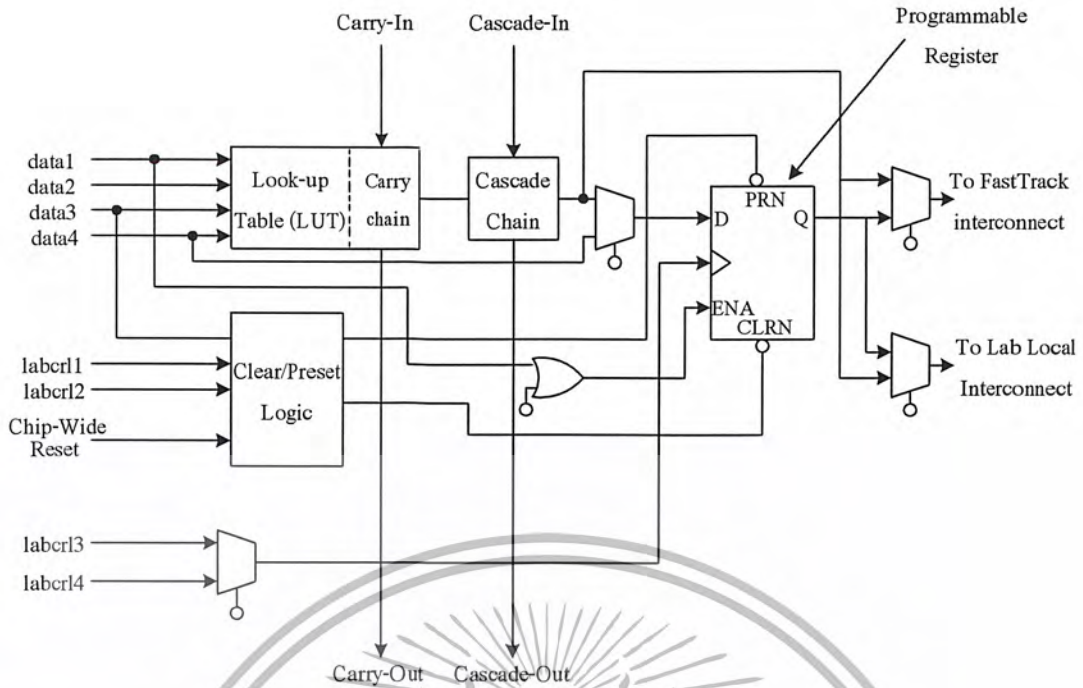 Carry-In
Cascade-In
Programmable
Register
data1
data2
data3
data4
Look-up
Table (LUT)
Carry
chain
Cascade
Chain
PRN
D
Q
ENA
CLRN
To FastTrack
interconnect
labcrl1
labcrl2
Chip-Wide
Reset
Clear/Preset
Logic
To Lab Local
Interconnect
labcrl3
labcrl4
Carry-Out
Cascade-Out